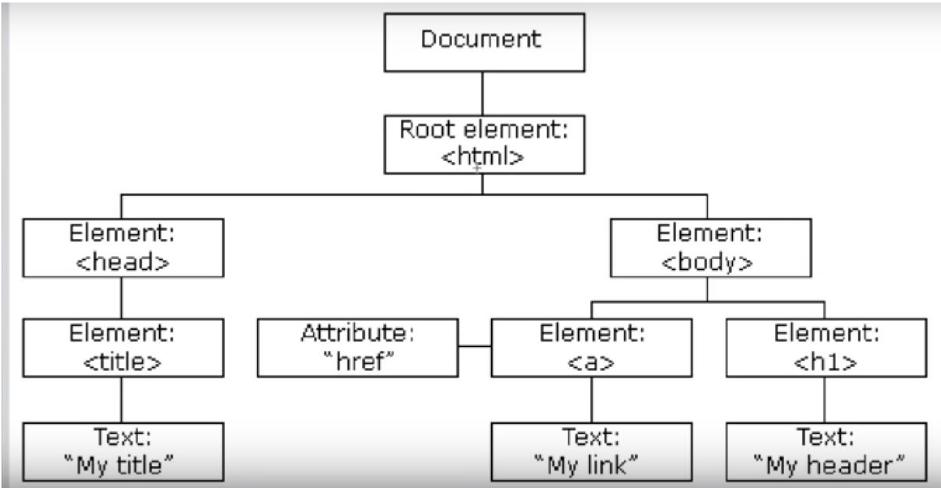 Document
Root element:
<html>
Element:
<head>
Element:
<body>
Element:
<title>
Attribute:
“href”
Element:
<a>
Element:
<h1>
Text:
“My title”
Text:
“My link”
Text:
“My header”